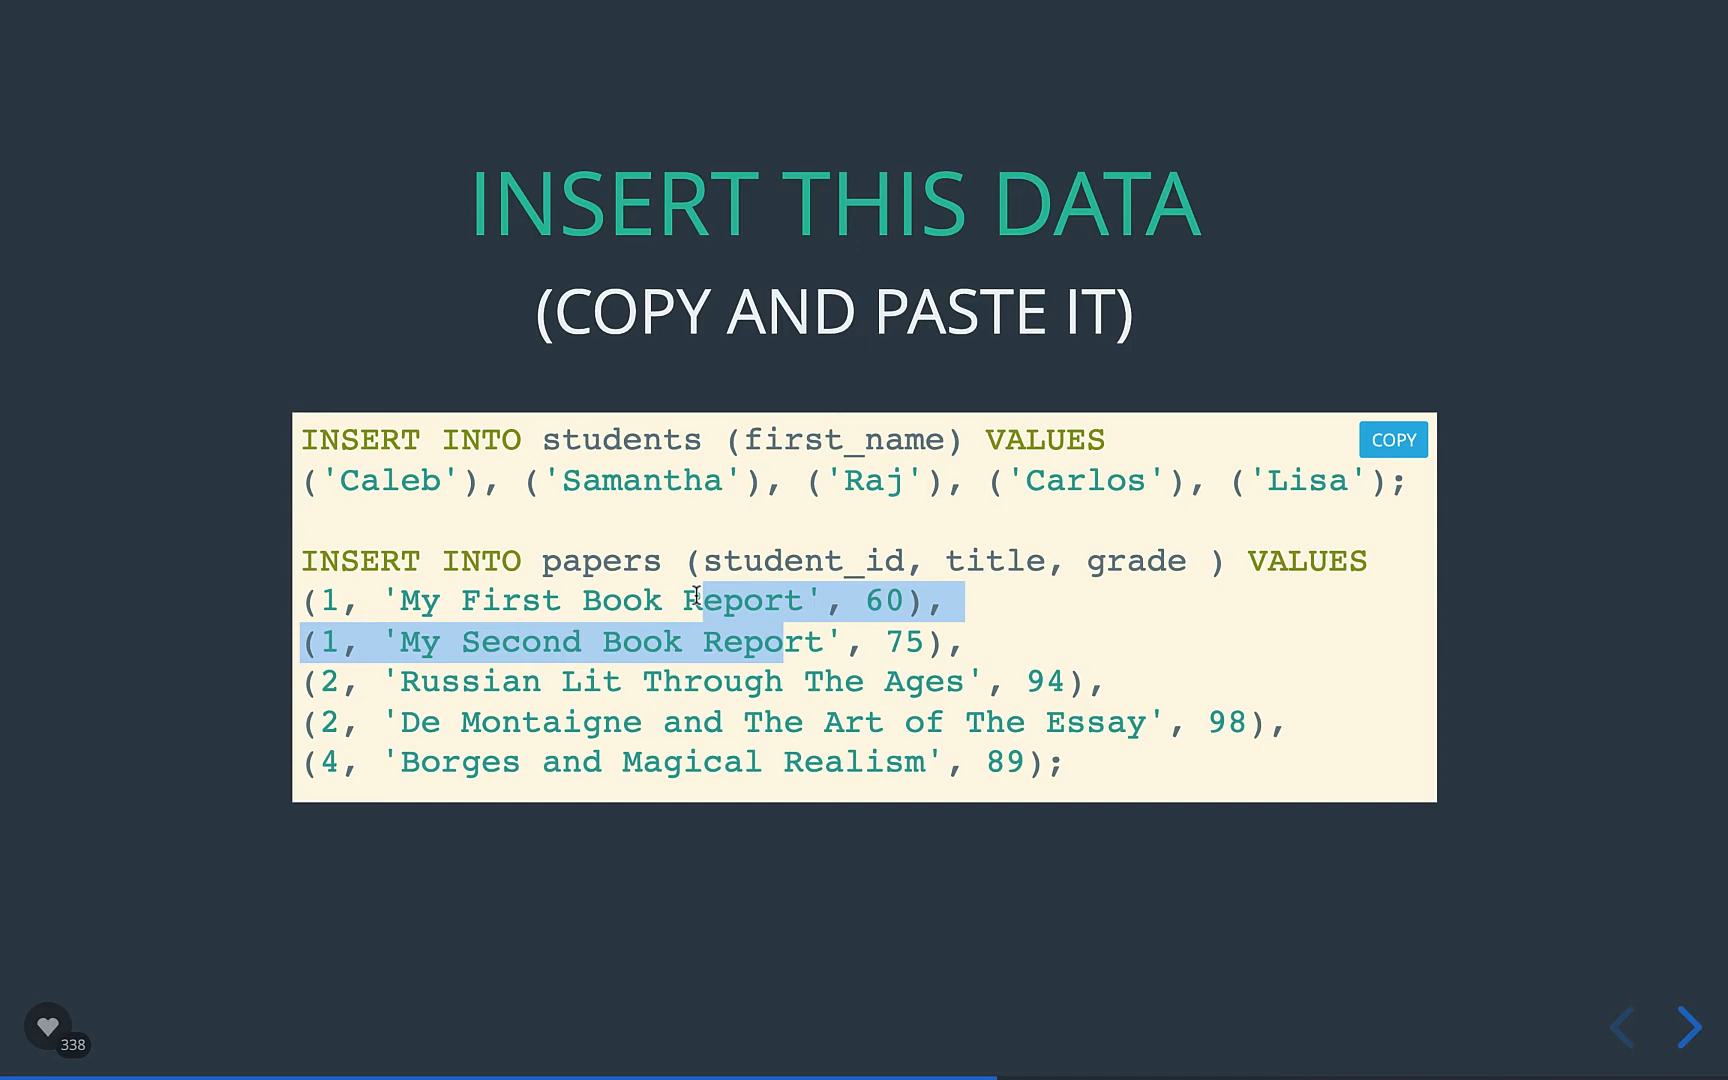 INSERT THIS DATA
(COPY AND PASTE IT)
INSERT INTO students (first_name) VALUES
COPY
('Caleb'), ('Samantha'), ('Raj'), ('Carlos'), ('Lisa');
INSERT INTO papers (student_id, title, grade ) VALUES
(1, 'My First Book Report', 60),
(1, 'My Second Book Report', 75),
(2, 'Russian Lit Through The Ages', 94),
(2, 'De Montaigne and The Art of The Essay', 98),
(4, 'Borges and Magical Realism', 89);
338